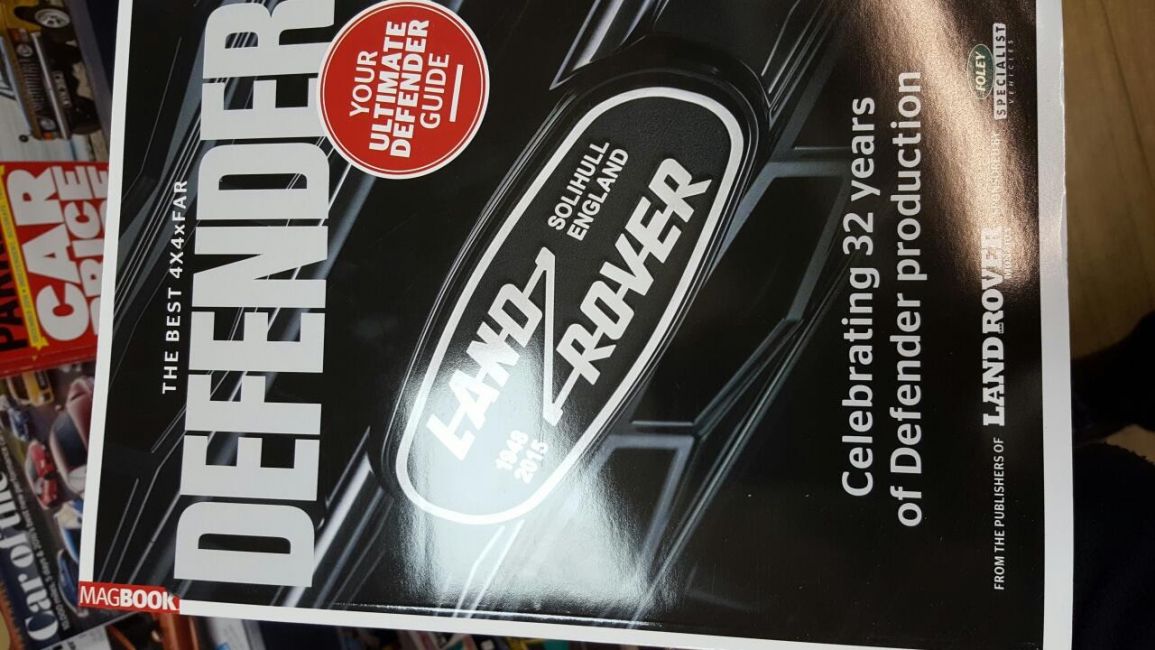 THE BEST 4X4xFAR
DEFENDER
YOUR
ULTIMATE
DEFENDER
GUIDE
LAND
ROVER
SOLIHULL
ENGLAND
1948
2015
Celebrating 32 years
of Defender production
FROM THE PUBLISHERS OF LAND ROVER
FOLEY
SPECIALIST
VEHICLES
MAGBOOK
CAR
PRICE